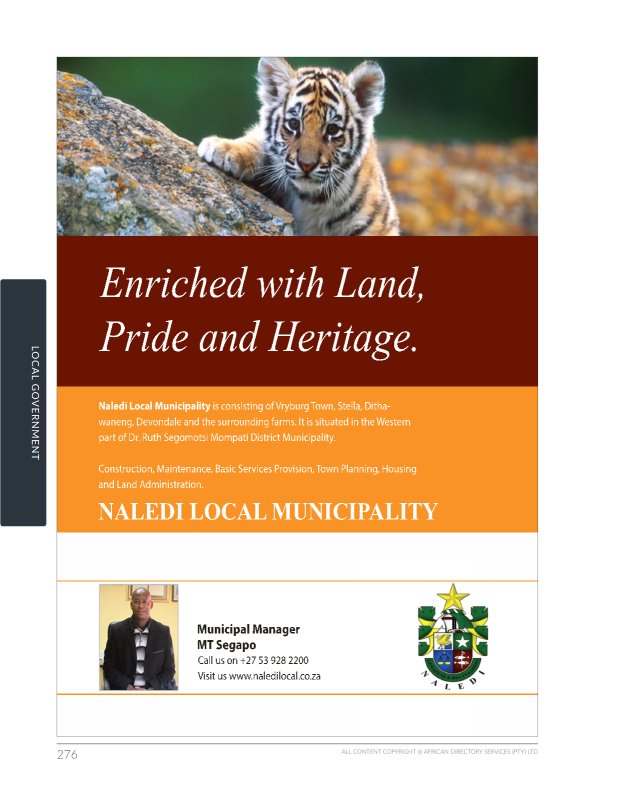 Enriched with Land,
Pride and Heritage.
LOCAL GOVERNMENT
Naledi Local Municipality is consisting of Vryburg Town, Stella, Ditha-
waneng, Devondale and the surrounding farms. It is situated in the Western
part of Dr. Ruth Segomotsi Mompati District Municipality.
Construction, Maintenance, Basic Services Provision, Town Planning, Housing
and Land Administration.
NALEDI LOCAL MUNICIPALITY
Municipal Manager
MT Segapo
Call us on +27 53 928 2200
Visit us www.naledilocal.co.za
NALEDI
276
ALL CONTENT COPYRIGHT @ AFRICAN DIRECTORY SERVICES (PTY) LTD